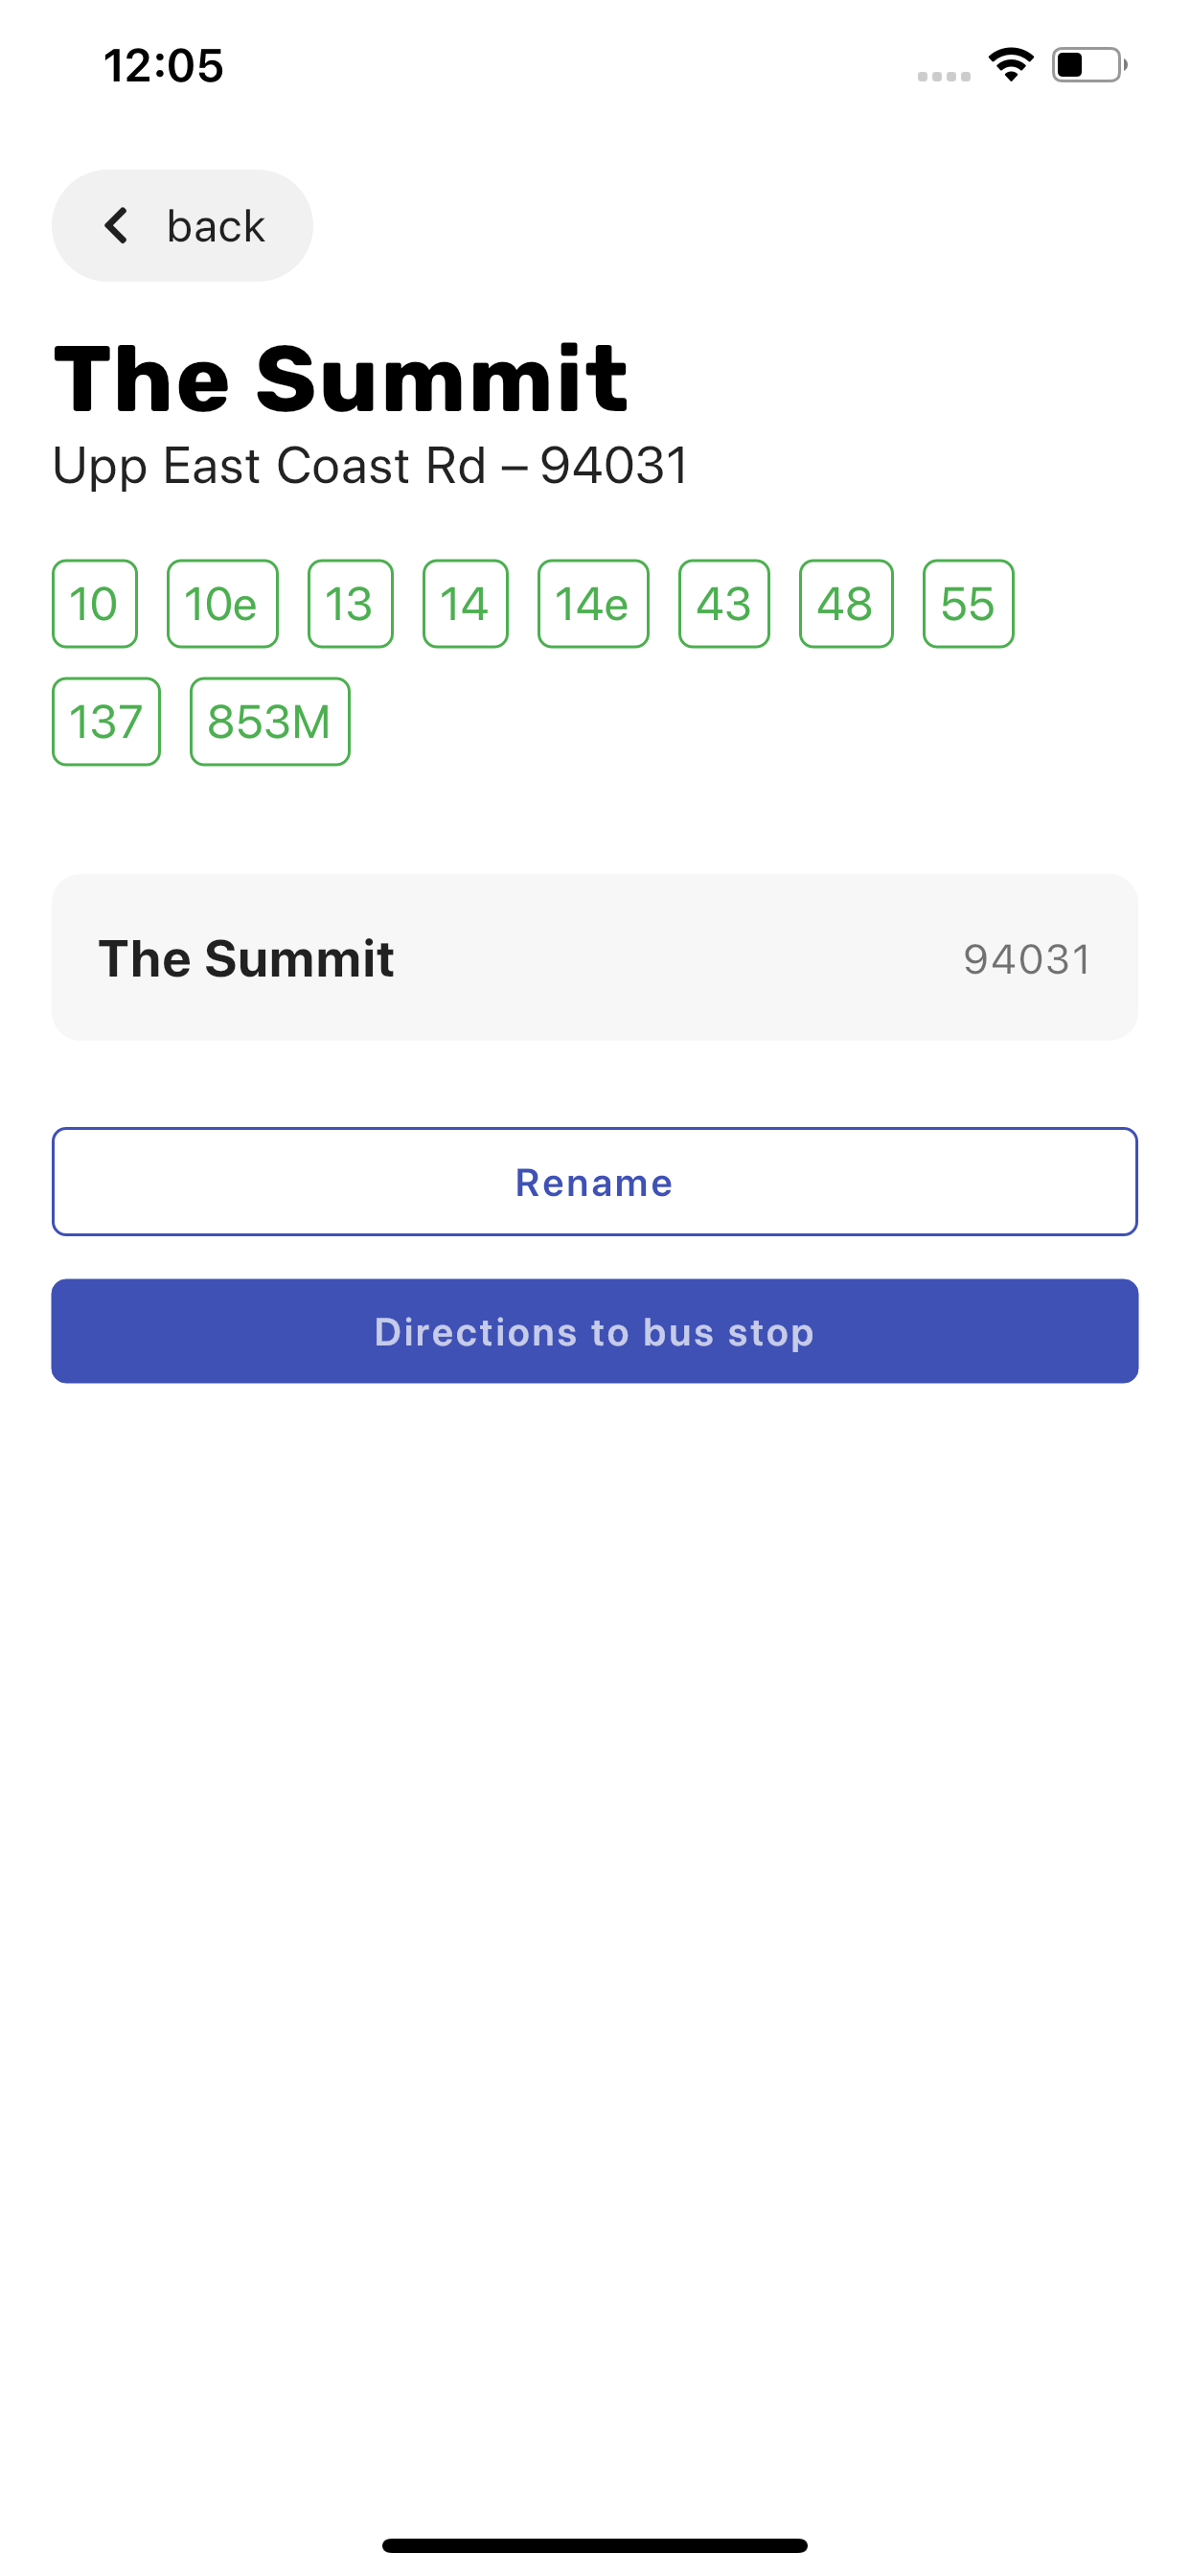 12:05
back
The Summit
Upp East Coast Rd – 94031
10 10e 13 14 14e 43 48 55
137 853M
The Summit 94031
Rename
Directions to bus stop